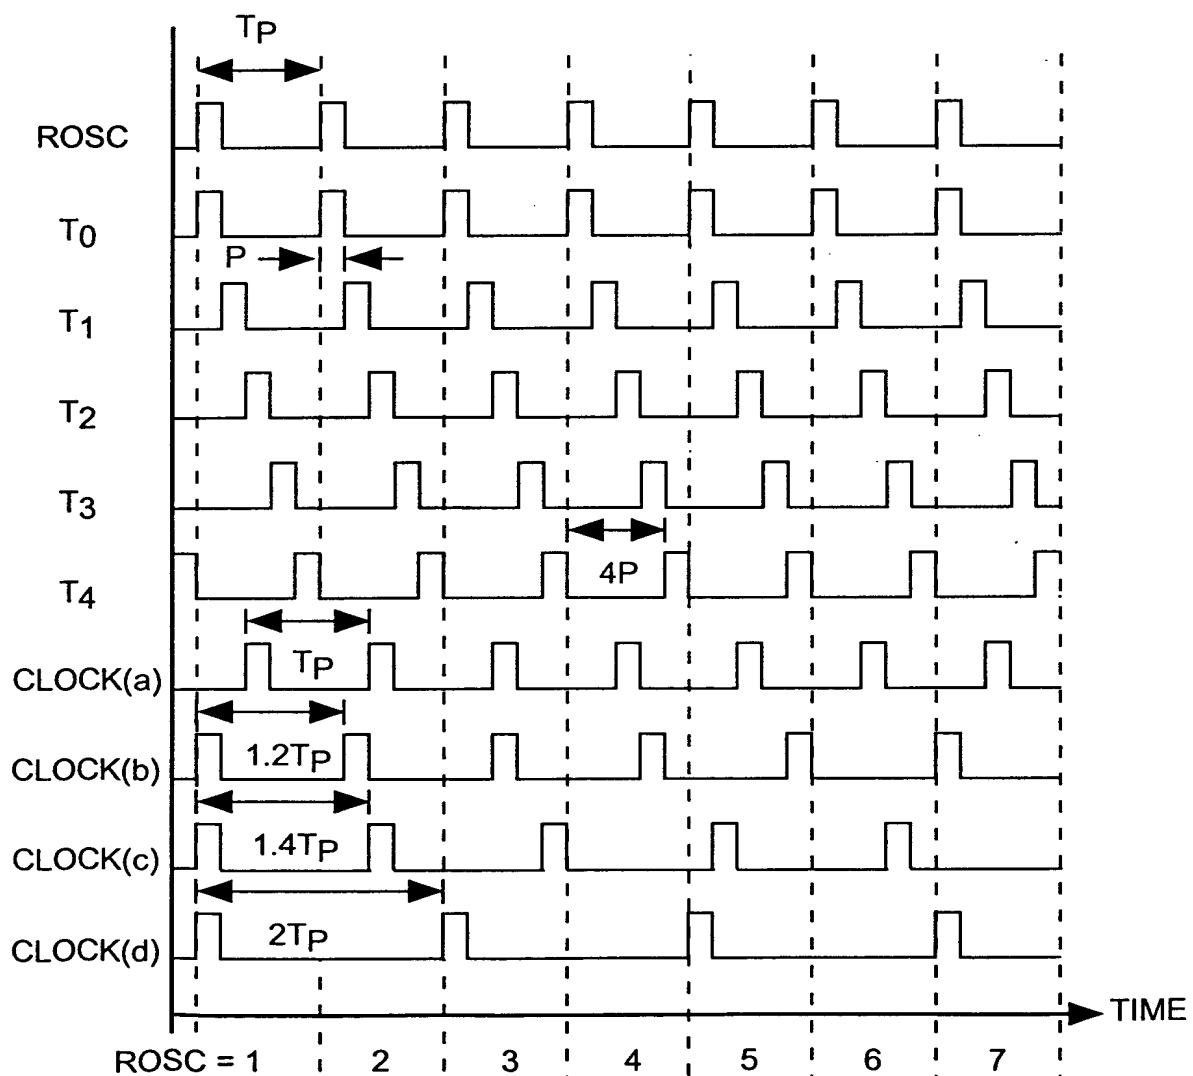 TP
ROSC
T0
P
T1
T2
T3
4P
T4
TP
CLOCK(a)
1.2TP
CLOCK(b)
1.4TP
CLOCK(c)
2TP
CLOCK(d)
TIME
ROSC = 1 2 3 4 5 6 7